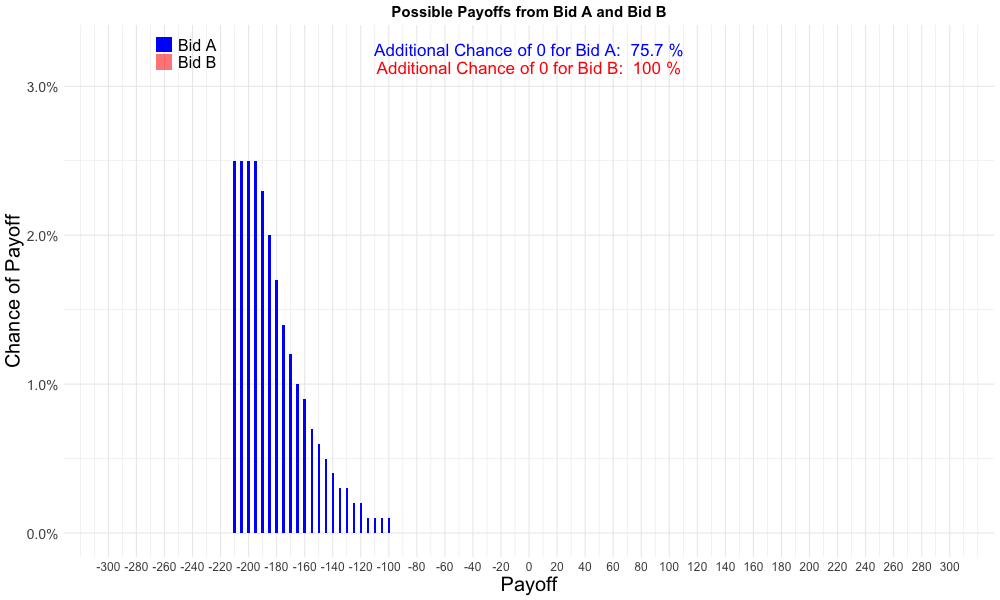 Possible Payoffs from Bid A and Bid B
Bid A
Bid B
Additional Chance of 0 for Bid A:  75.7 %
Additional Chance of 0 for Bid B:  100 %
Chance of Payoff
3.0%
2.0%
1.0%
0.0%
-300 -280 -260 -240 -220 -200 -180 -160 -140 -120 -100 -80 -60 -40 -20 0 20 40 60 80 100 120 140 160 180 200 220 240 260 280 300
Payoff